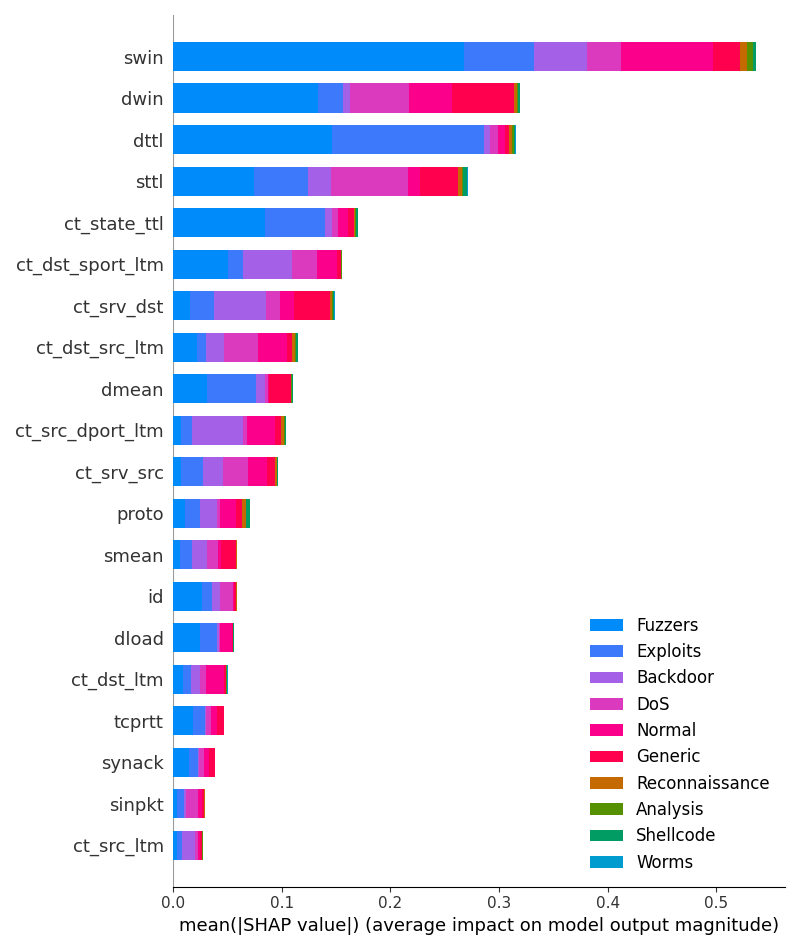 swin
dwin
dttl
sttl
ct_state_ttl
ct_dst_sport_ltm
ct_srv_dst
ct_dst_src_ltm
dmean
ct_src_dport_ltm
ct_srv_src
proto
smean
id
dload
ct_dst_ltm
tcprtt
synack
sinpkt
ct_src_ltm
Fuzzers
Exploits
Backdoor
DoS
Normal
Generic
Reconnaissance
Analysis
Shellcode
Worms
0.0 0.1 0.2 0.3 0.4 0.5
mean(|SHAP value|) (average impact on model output magnitude)